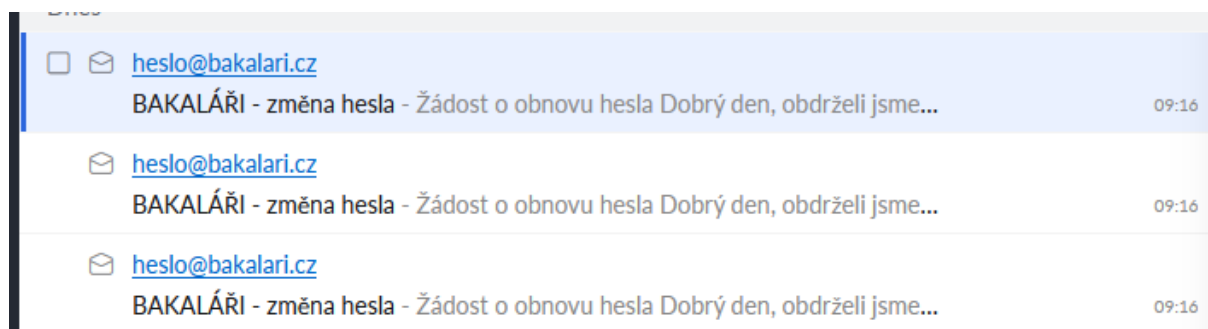 Dnes
heslo@bakalari.cz
BAKALÁŘI - změna hesla - Žádost o obnovu hesla Dobrý den, obdrželi jsme... 09:16
heslo@bakalari.cz
BAKALÁŘI - změna hesla - Žádost o obnovu hesla Dobrý den, obdrželi jsme... 09:16
heslo@bakalari.cz
BAKALÁŘI - změna hesla - Žádost o obnovu hesla Dobrý den, obdrželi jsme... 09:16